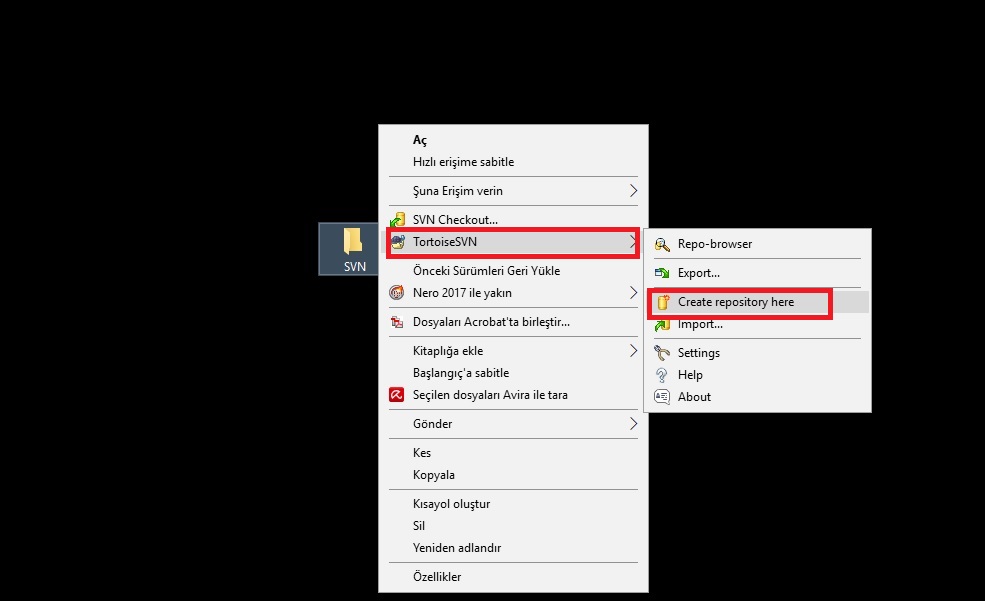 SVN
Aç
Hızlı erişime sabitle
Şuna Erişim verin
SVN Checkout...
TortoiseSVN
Önceki Sürümleri Geri Yükle
Nero 2017 ile yakın
Dosyaları Acrobat'ta birleştir...
Kitaplığa ekle
Başlangıç'a sabitle
Seçilen dosyaları Avira ile tara
Gönder
Kes
Kopyala
Kısayol oluştur
Sil
Yeniden adlandır
Özellikler
Repo-browser
Export...
Create repository here
Import...
Settings
Help
About